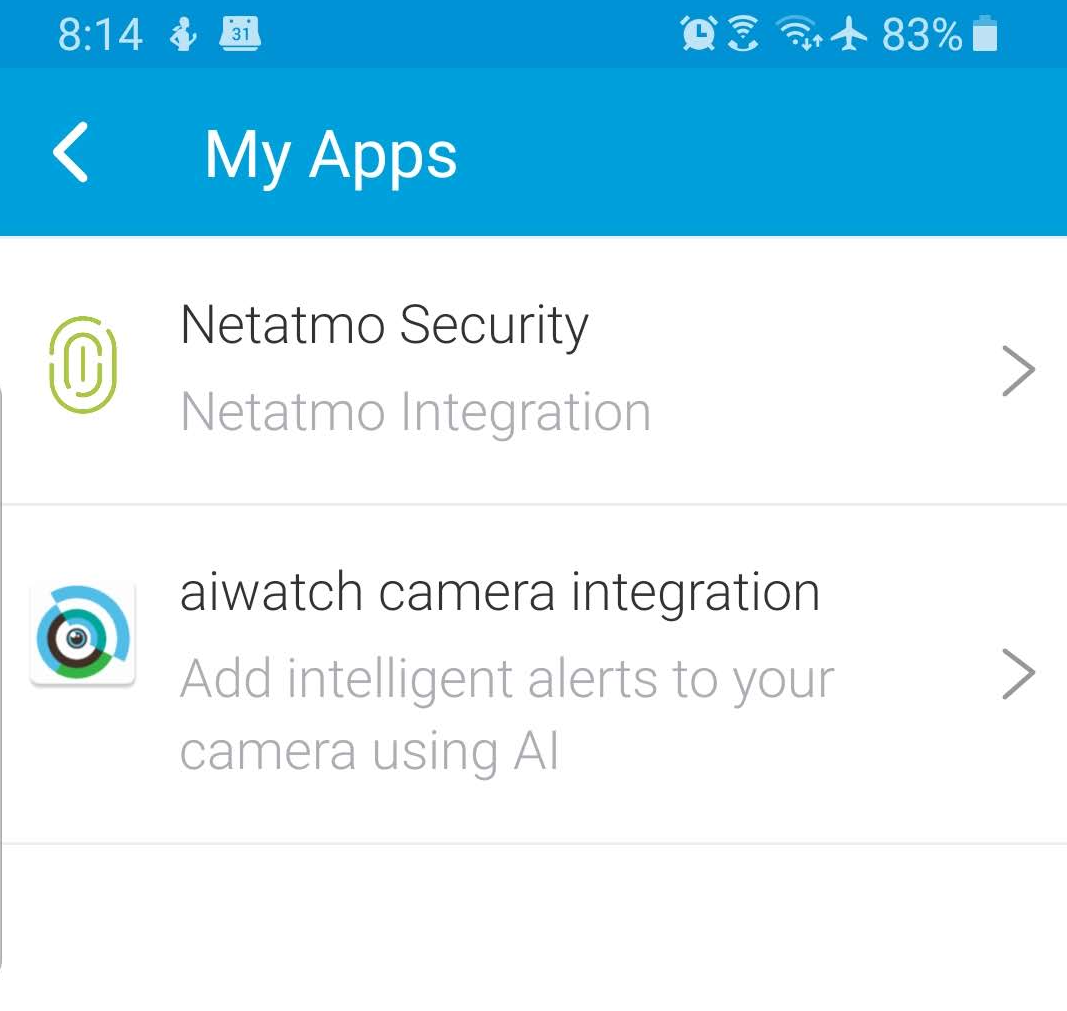 8:14 31 83%
My Apps
Netatmo Security
Netatmo Integration
aiwatch camera integration
Add intelligent alerts to your
camera using AI